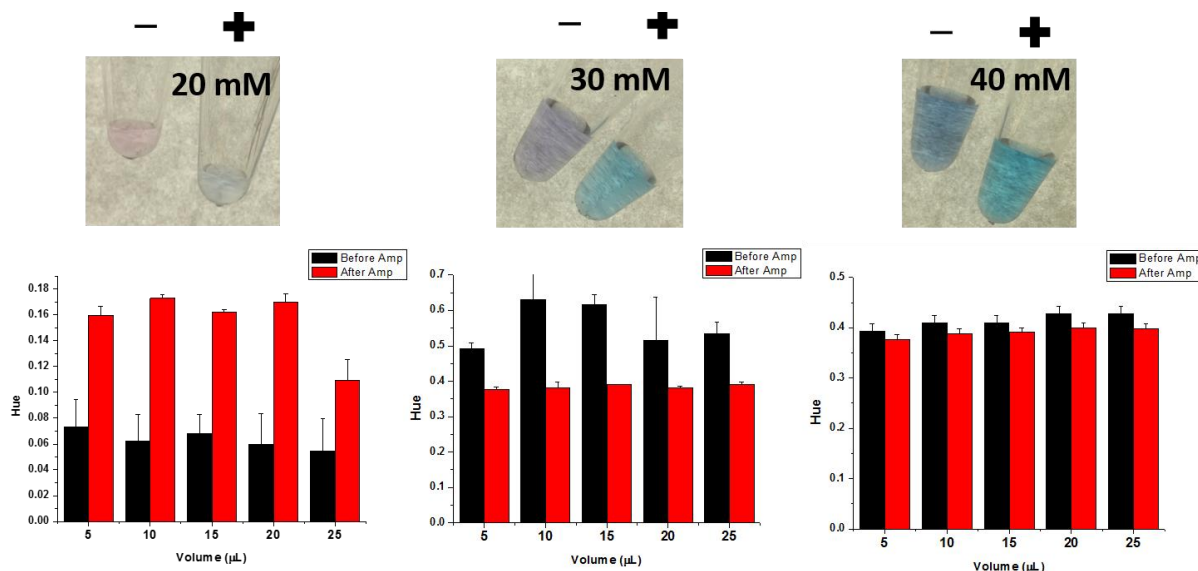 − +
20 mM
− +
30 mM
− +
40 mM
Before Amp
After Amp
Hue
0.18
0.16
0.14
0.12
0.10
0.08
0.06
0.04
0.02
0.00
5 10 15 20 25
Volume (μL)
Before Amp
After Amp
Hue
0.7
0.6
0.5
0.4
0.3
0.2
0.1
0.0
5 10 15 20 25
Volume (μL)
Before Amp
After Amp
Hue
0.5
0.4
0.3
0.2
0.1
0.0
5 10 15 20 25
Volume (μL)